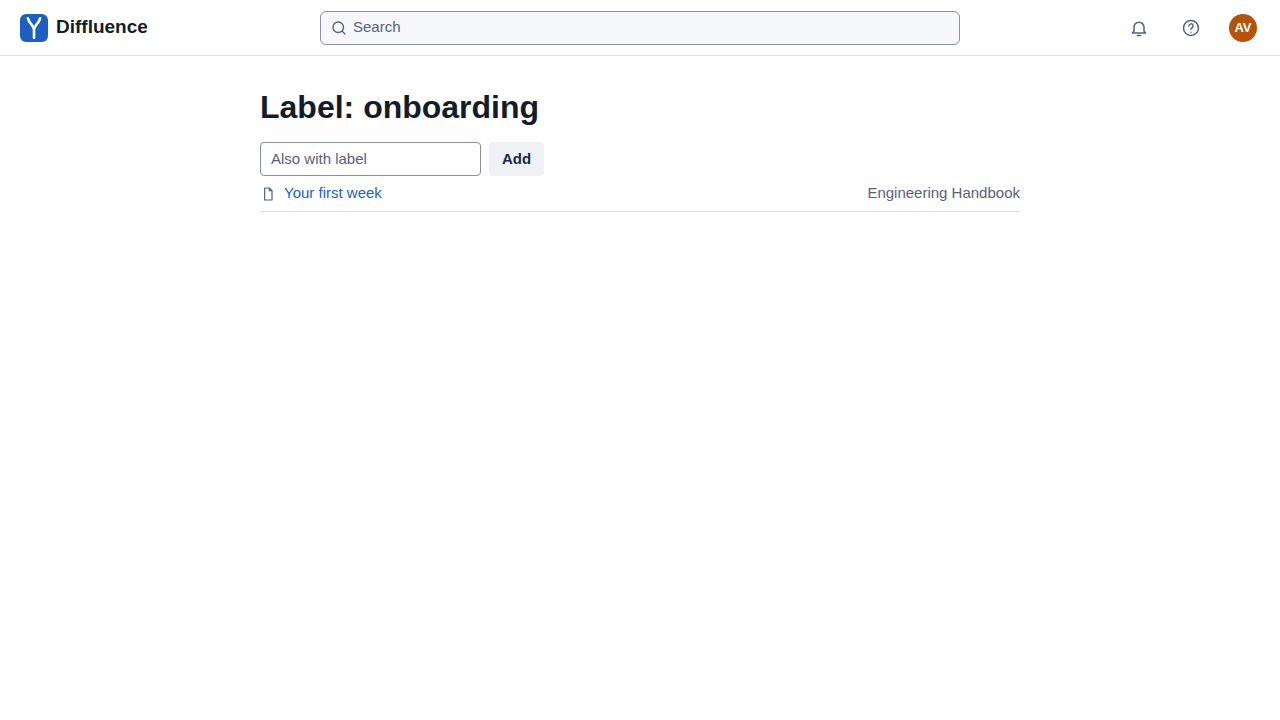 Diffluence
Search
AV
Label: onboarding
Also with label
Add
Your first week
Engineering Handbook